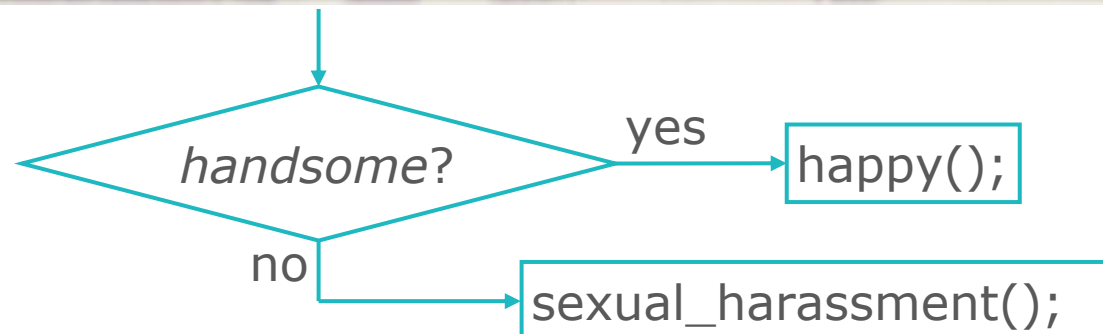 yes
handsome?
happy();
no
sexual_harassment();